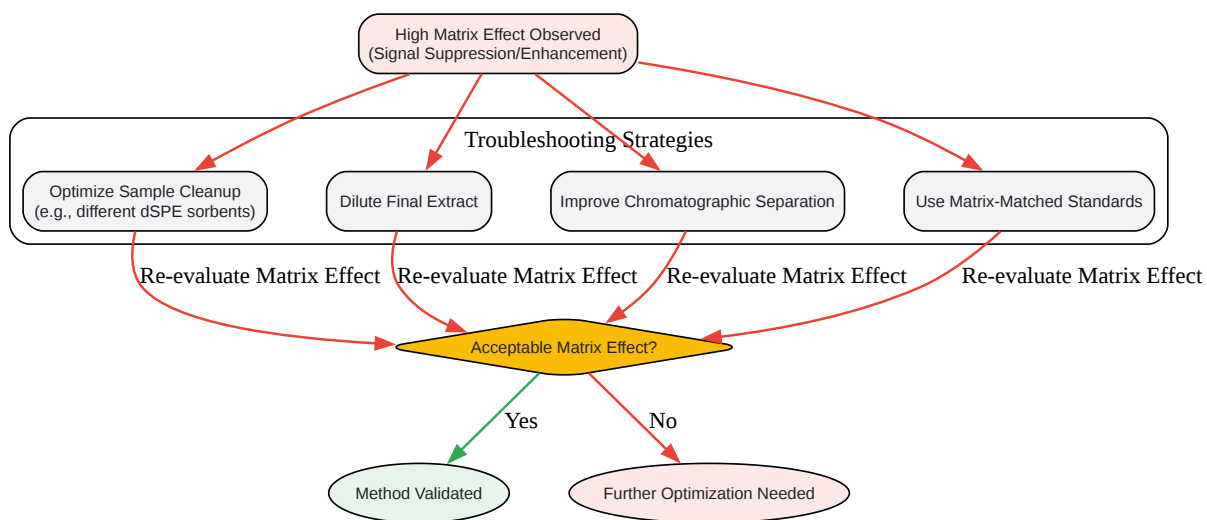 High Matrix Effect Observed
(Signal Suppression/Enhancement)
Troubleshooting Strategies
Optimize Sample Cleanup
(e.g., different dSPE sorbents)
Dilute Final Extract
Improve Chromatographic Separation
Use Matrix-Matched Standards
Re-evaluate Matrix Effect
Re-evaluate Matrix Effect
Re-evaluate Matrix Effect
Re-evaluate Matrix Effect
Acceptable Matrix Effect?
Yes
No
Method Validated
Further Optimization Needed